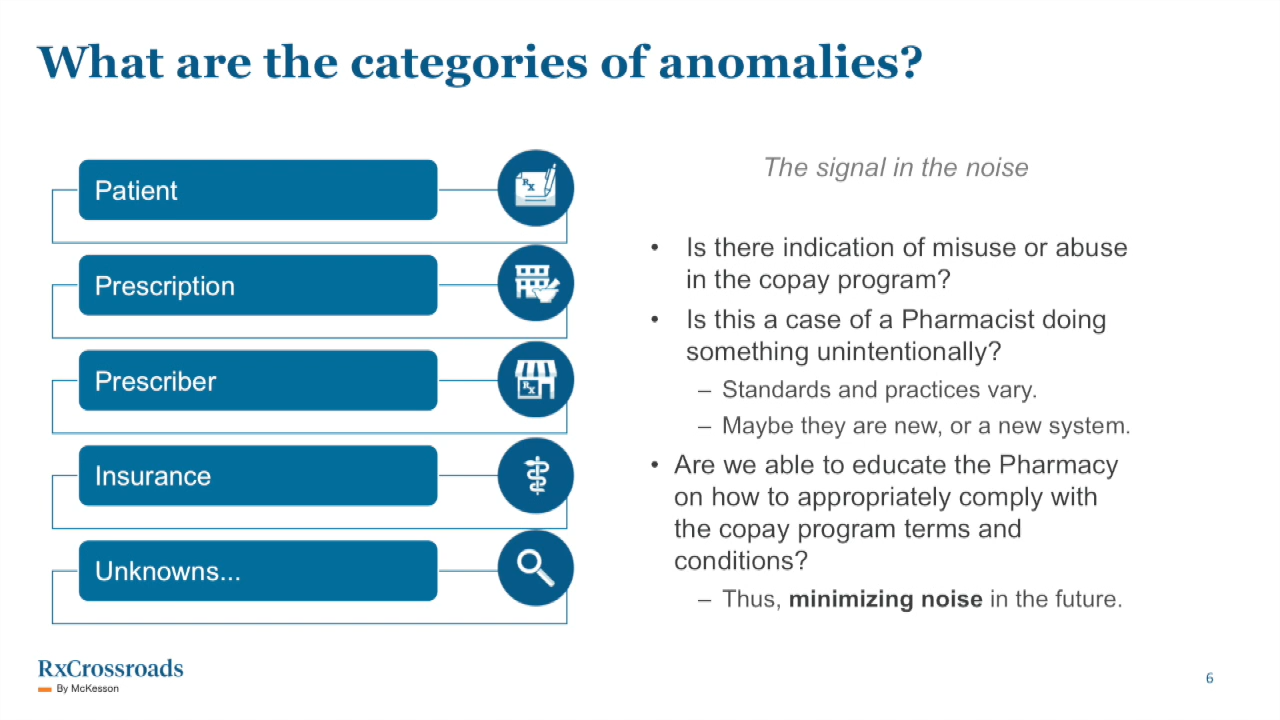 What are the categories of anomalies?
Patient
Prescription
Prescriber
Insurance
Unknowns...
The signal in the noise
• Is there indication of misuse or abuse
in the copay program?
• Is this a case of a Pharmacist doing
something unintentionally?
– Standards and practices vary.
– Maybe they are new, or a new system.
• Are we able to educate the Pharmacy
on how to appropriately comply with
the copay program terms and
conditions?
– Thus, minimizing noise in the future.
RxCrossroads
By McKesson
6